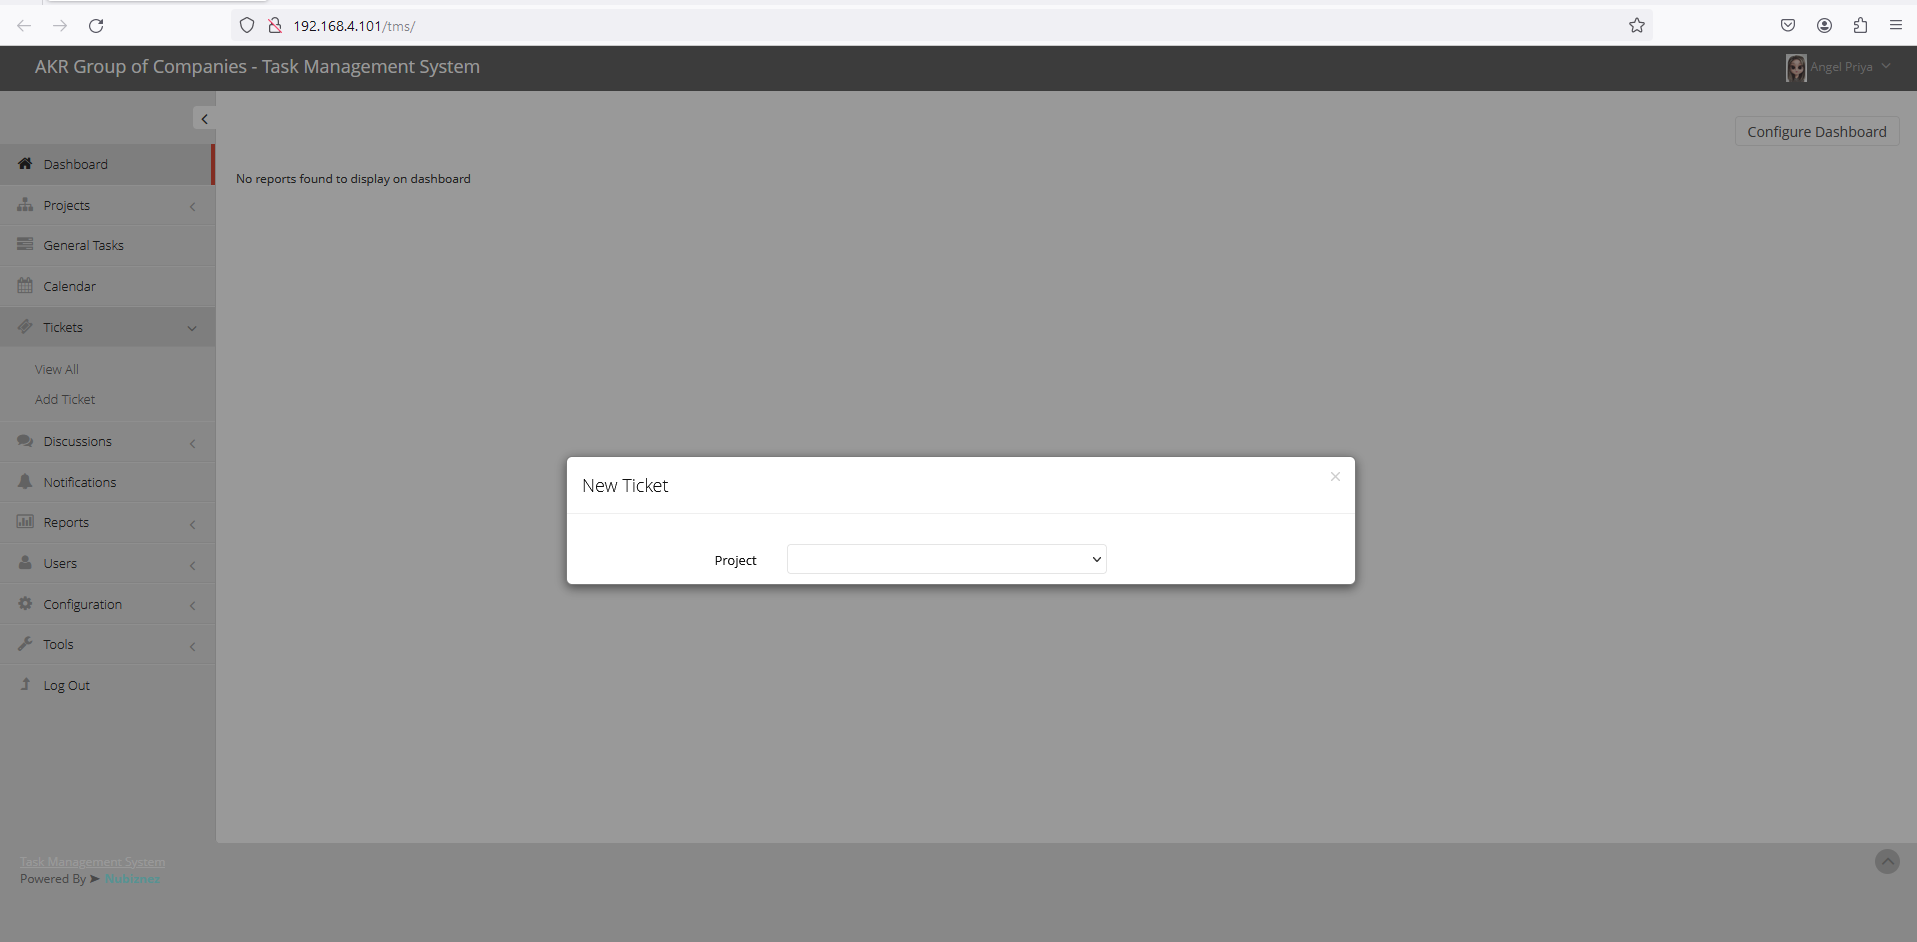 192.168.4.101/tms/
AKR Group of Companies - Task Management System
Angel Priya
Configure Dashboard
No reports found to display on dashboard
Dashboard
Projects
General Tasks
Calendar
Tickets
View All
Add Ticket
Discussions
Notifications
Reports
Users
Configuration
Tools
Log Out
New Ticket
×
Project
Task Management System
Powered By ➤ Nubiznez